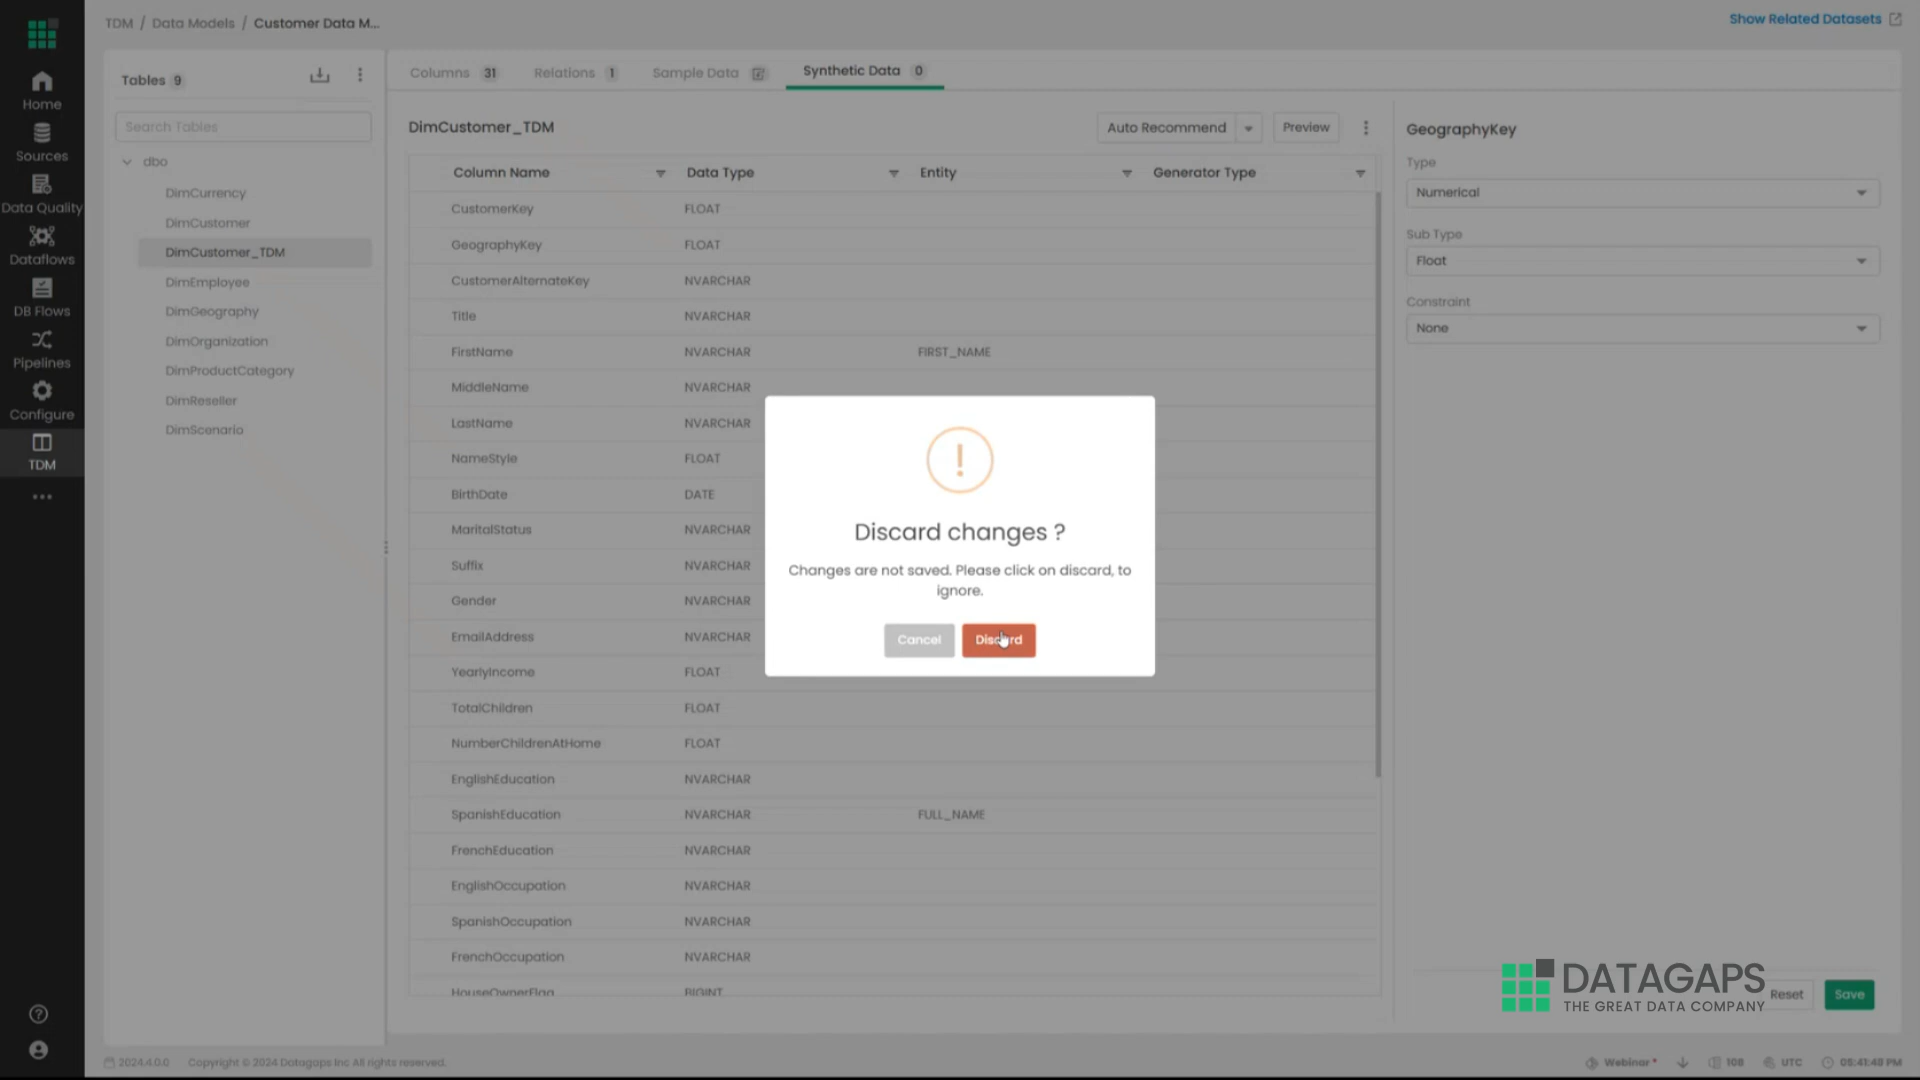 TDM / Data Models / Customer Data M...
Show Related Datasets
Home
Sources
Data Quality
Dataflows
DB Flows
Pipelines
Configure
TDM
Tables 9
Search Tables
dbo
DimCurrency
DimCustomer
DimCustomer_TDM
DimEmployee
DimGeography
DimOrganization
DimProductCategory
DimReseller
DimScenario
Columns 31 Relations 1 Sample Data Synthetic Data 0
DimCustomer_TDM
Auto Recommend Preview
Column Name Data Type Entity Generator Type
CustomerKey FLOAT
GeographyKey FLOAT
CustomerAlternateKey NVARCHAR
Title NVARCHAR
FirstName NVARCHAR FIRST_NAME
MiddleName NVARCHAR
LastName NVARCHAR
NameStyle FLOAT
BirthDate DATE
MaritalStatus NVARCHAR
Suffix NVARCHAR
Gender NVARCHAR
EmailAddress NVARCHAR
YearlyIncome FLOAT
TotalChildren FLOAT
NumberChildrenAtHome FLOAT
EnglishEducation NVARCHAR
SpanishEducation NVARCHAR FULL_NAME
FrenchEducation NVARCHAR
EnglishOccupation NVARCHAR
SpanishOccupation NVARCHAR
FrenchOccupation NVARCHAR
HouseOwnerFlag BIGINT
Discard changes ?
Changes are not saved. Please click on discard, to
ignore.
Cancel Discard
GeographyKey
Type
Numerical
Sub Type
Float
Constraint
None
DATAGAPS
THE GREAT DATA COMPANY
Reset Save
2024.4.0.0 Copyright © 2024 Datagaps Inc All rights reserved.
Webinar * 108 UTC 05:41:48 PM